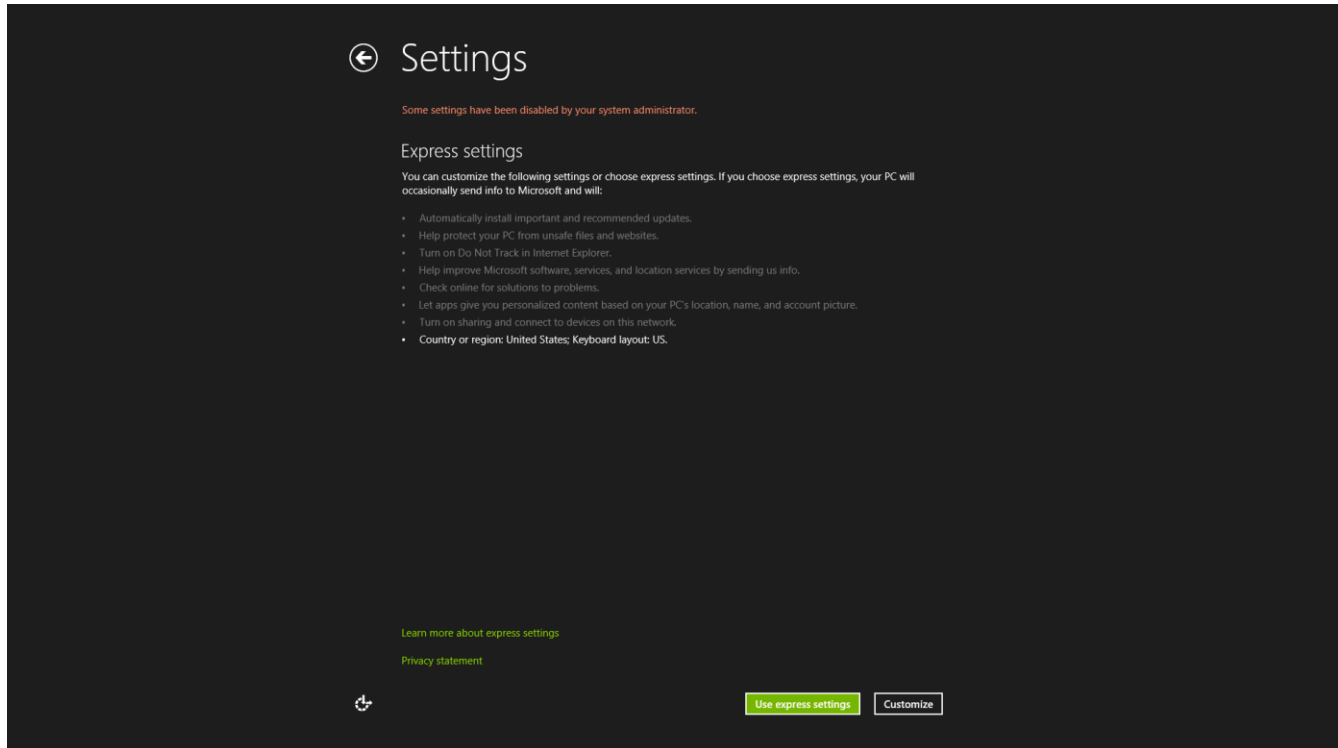 Settings
Some settings have been disabled by your system administrator.
Express settings
You can customize the following settings or choose express settings. If you choose express settings, your PC will
occasionally send info to Microsoft and will:
• Automatically install important and recommended updates.
• Help protect your PC from unsafe files and websites.
• Turn on Do Not Track in Internet Explorer.
• Help improve Microsoft software, services, and location services by sending us info.
• Check online for solutions to problems.
• Let apps give you personalized content based on your PC's location, name, and account picture.
• Turn on sharing and connect to devices on this network.
• Country or region: United States; Keyboard layout: US.
Learn more about express settings
Privacy statement
Use express settings Customize